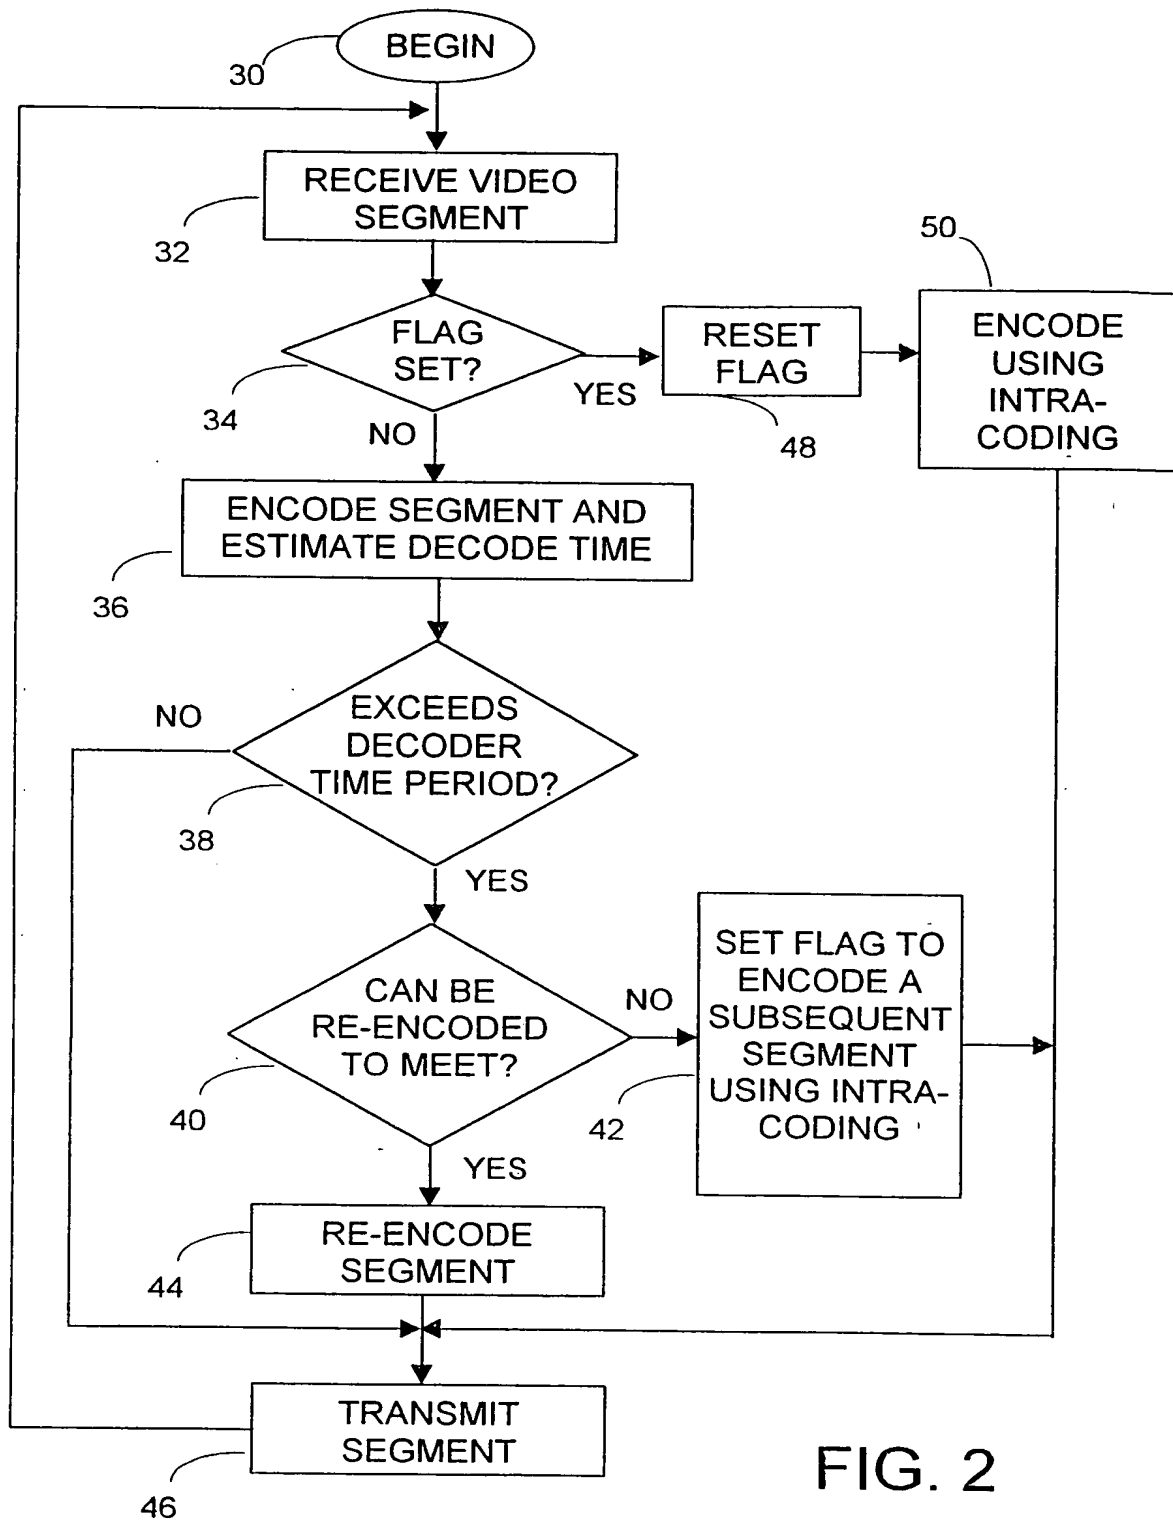 BEGIN
30
RECEIVE VIDEO
SEGMENT
32
50
FLAG
SET?
34
YES
NO
RESET
FLAG
48
ENCODE
USING
INTRA-
CODING
ENCODE SEGMENT AND
ESTIMATE DECODE TIME
36
EXCEEDS
DECODER
TIME PERIOD?
NO
38
YES
CAN BE
RE-ENCODED
TO MEET?
40
NO
SET FLAG TO
ENCODE A
SUBSEQUENT
SEGMENT
USING INTRA-
CODING
42
YES
RE-ENCODE
SEGMENT
44
TRANSMIT
SEGMENT
46
FIG. 2